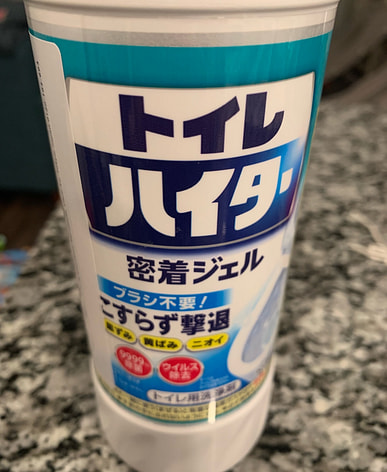 トイレ
ハイター
密着ジェル
ブラシ不要!
こすらず撃退
黒ずみ 黄ばみ ニオイ
ウイルス
除去
トイレ用洗浄剤